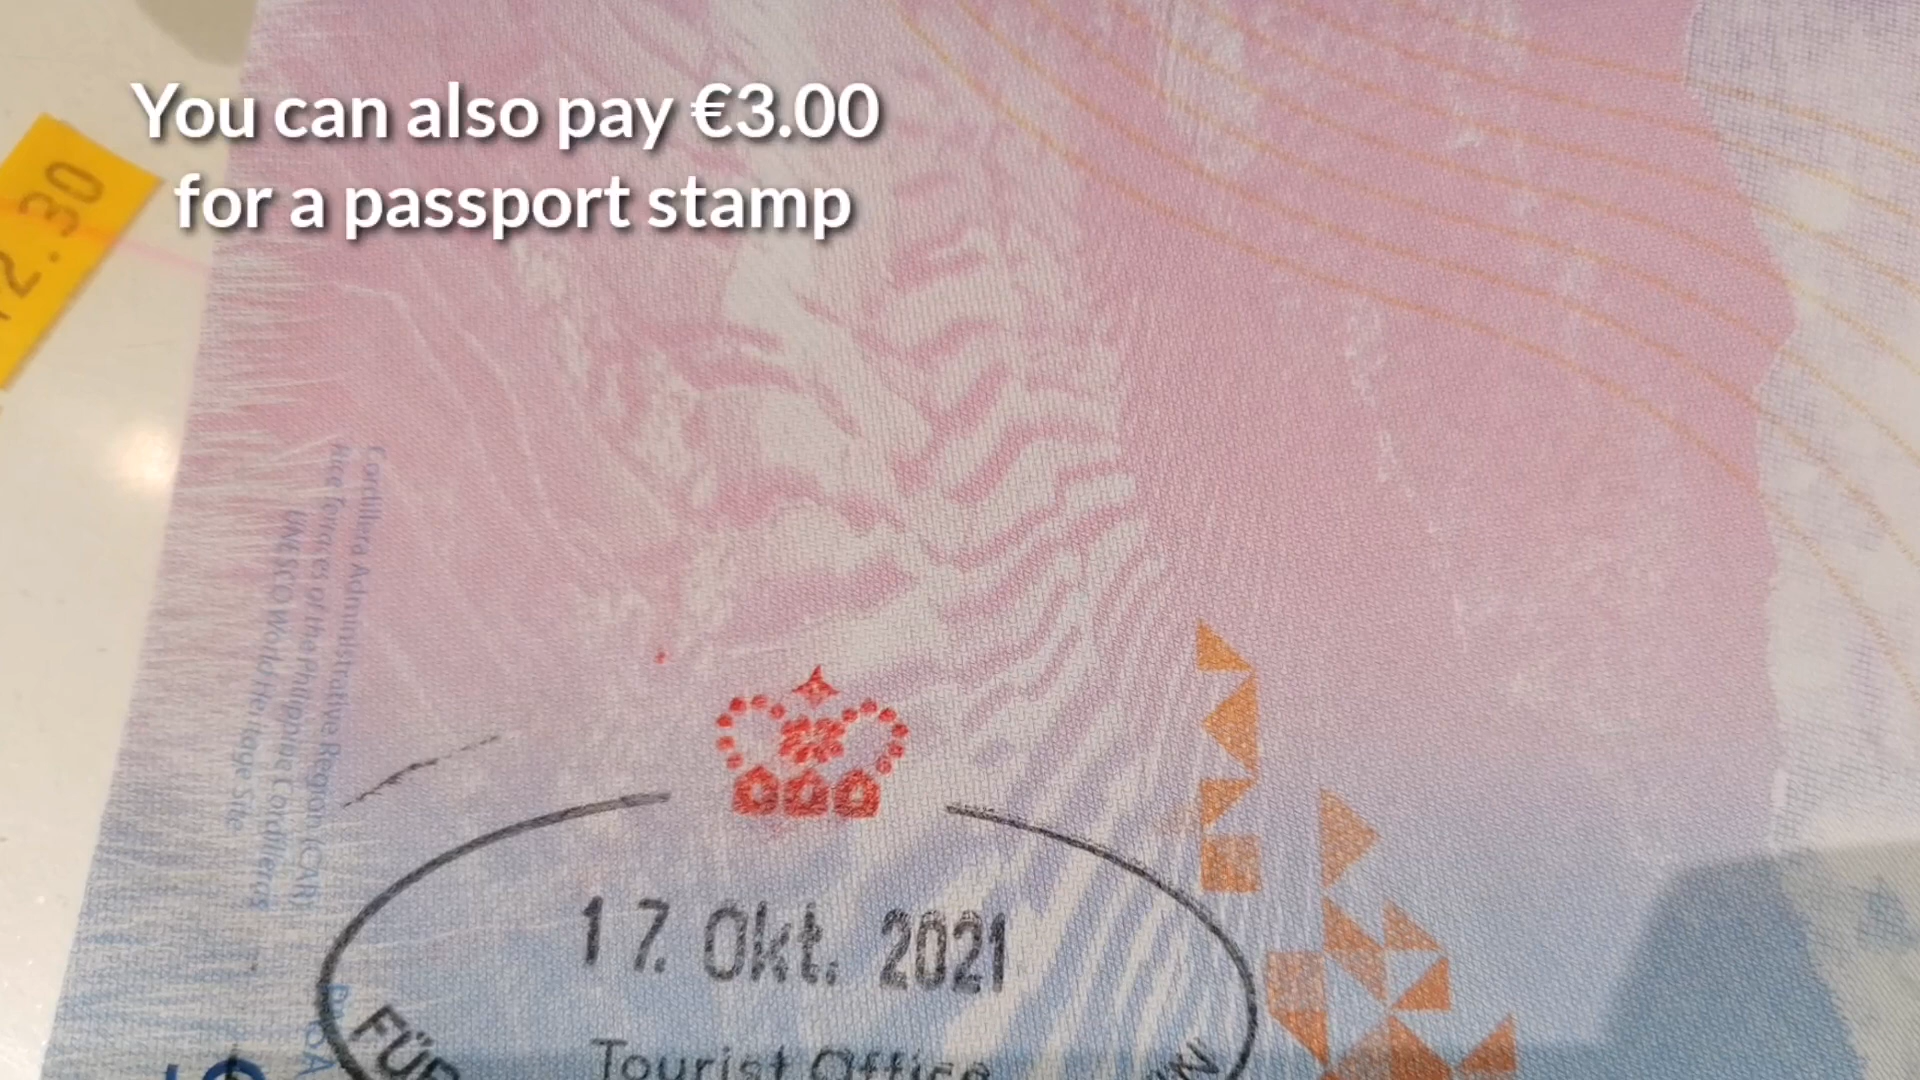 You can also pay €3.00
for a passport stamp
2.30
Cordillera Administrative Region (CAR)
Rice Terraces of the Philippine Cordilleras
UNESCO World Heritage Site
17. Okt. 2021
Tourist Office